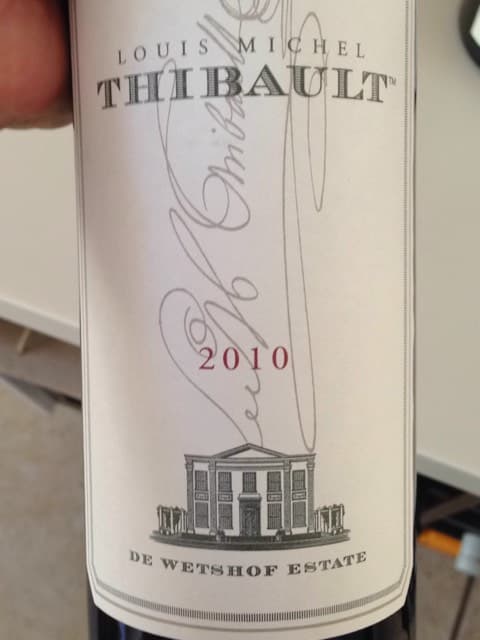 LOUIS MICHEL
THIBAULT™
2010
DE WETSHOF ESTATE